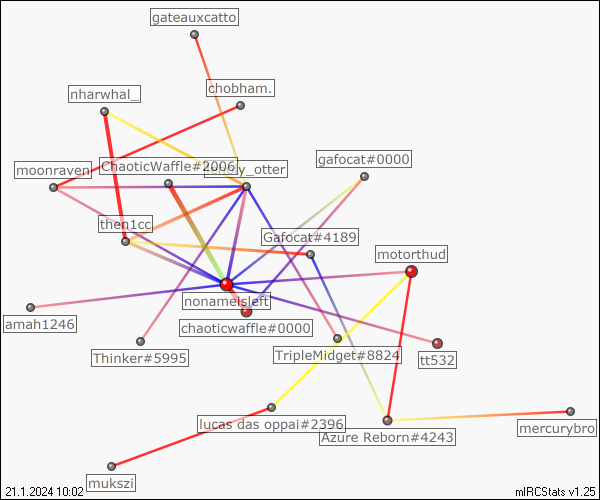 gateauxcatto
chobham.
nharwhal_
gafocat#0000
moonraven
ChaoticWaffle#2006
_otter
then1cc
Gafocat#4189
motorthud
nonameisleft
amah1246
chaoticwaffle#0000
Thinker#5995
TripleMidget#8824
tt532
lucas das oppai#2396
Azure Reborn#4243
mercurybro
mukszi
21.1.2024 10:02
mIRCStats v1.25